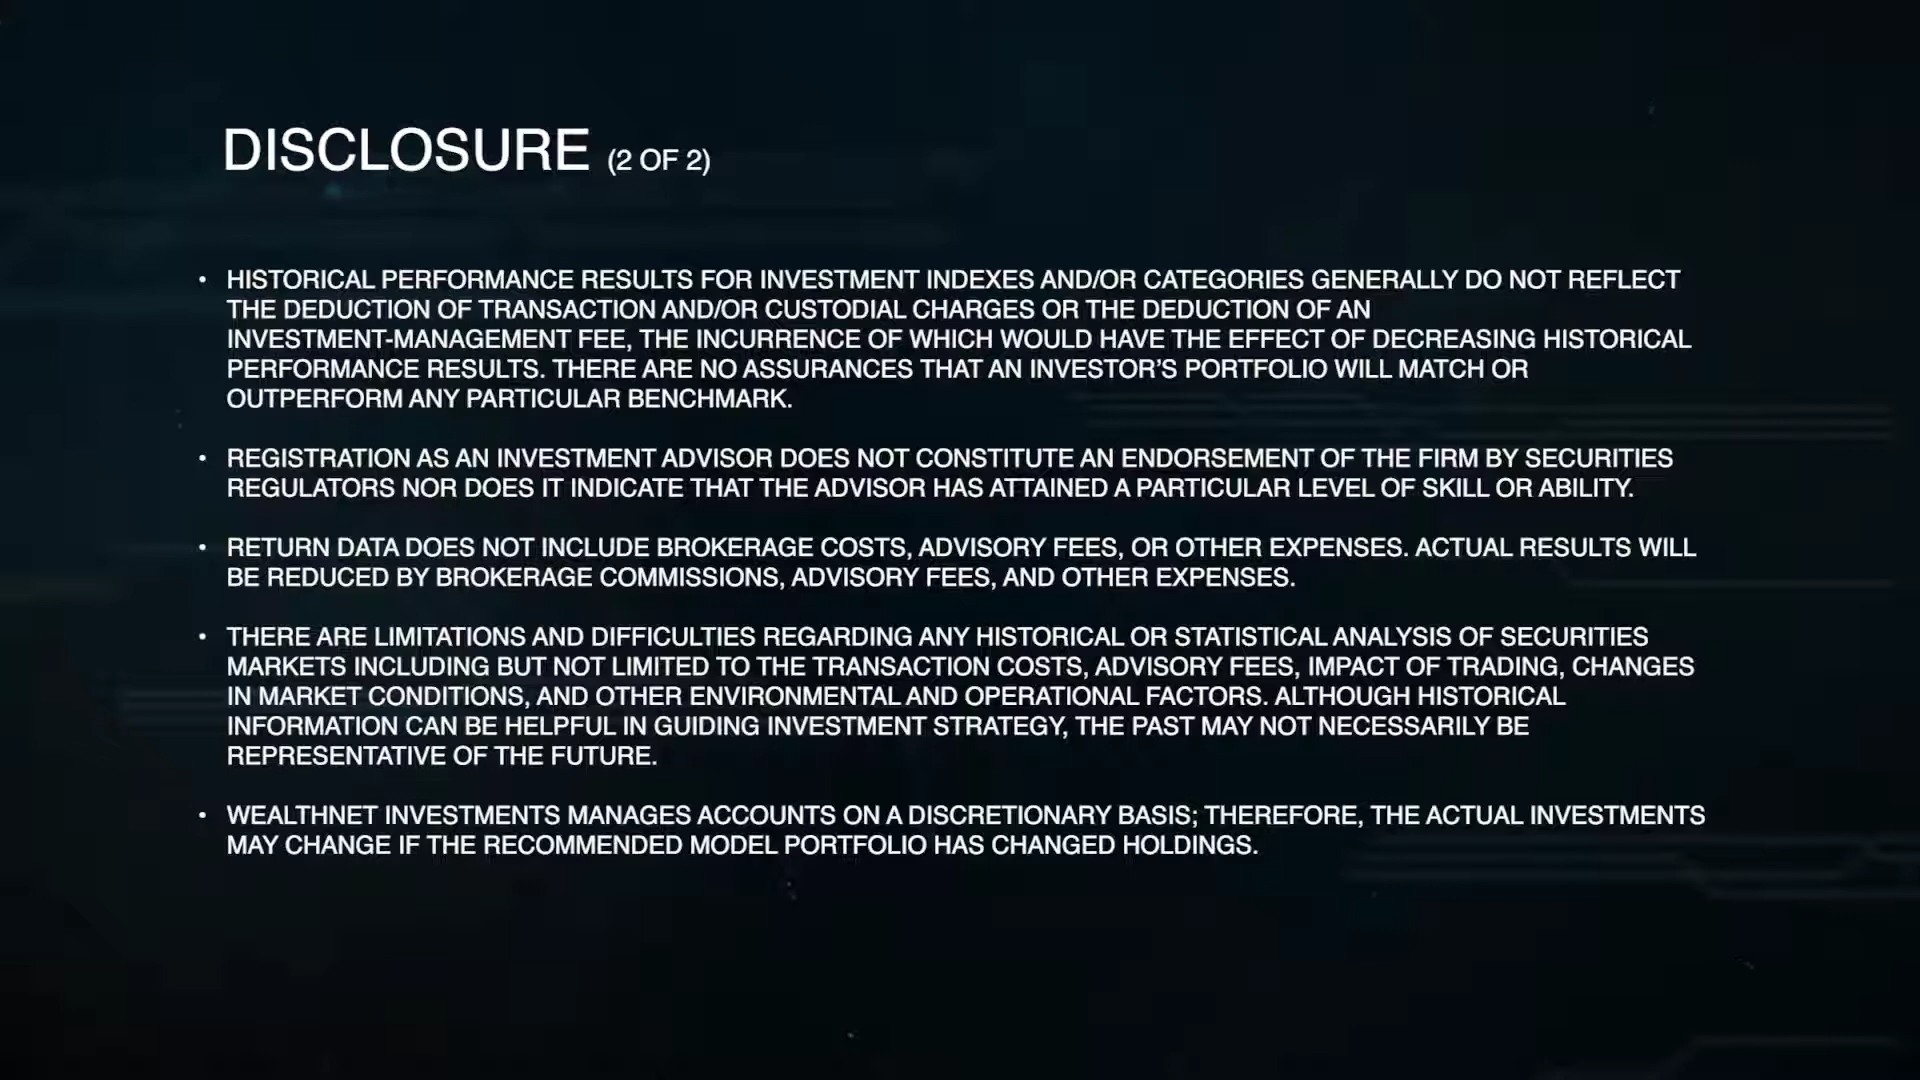 DISCLOSURE (2 OF 2)
• HISTORICAL PERFORMANCE RESULTS FOR INVESTMENT INDEXES AND/OR CATEGORIES GENERALLY DO NOT REFLECT
THE DEDUCTION OF TRANSACTION AND/OR CUSTODIAL CHARGES OR THE DEDUCTION OF AN
INVESTMENT-MANAGEMENT FEE, THE INCURRENCE OF WHICH WOULD HAVE THE EFFECT OF DECREASING HISTORICAL
PERFORMANCE RESULTS. THERE ARE NO ASSURANCES THAT AN INVESTOR’S PORTFOLIO WILL MATCH OR
OUTPERFORM ANY PARTICULAR BENCHMARK.
• REGISTRATION AS AN INVESTMENT ADVISOR DOES NOT CONSTITUTE AN ENDORSEMENT OF THE FIRM BY SECURITIES
REGULATORS NOR DOES IT INDICATE THAT THE ADVISOR HAS ATTAINED A PARTICULAR LEVEL OF SKILL OR ABILITY.
• RETURN DATA DOES NOT INCLUDE BROKERAGE COSTS, ADVISORY FEES, OR OTHER EXPENSES. ACTUAL RESULTS WILL
BE REDUCED BY BROKERAGE COMMISSIONS, ADVISORY FEES, AND OTHER EXPENSES.
• THERE ARE LIMITATIONS AND DIFFICULTIES REGARDING ANY HISTORICAL OR STATISTICAL ANALYSIS OF SECURITIES
MARKETS INCLUDING BUT NOT LIMITED TO THE TRANSACTION COSTS, ADVISORY FEES, IMPACT OF TRADING, CHANGES
IN MARKET CONDITIONS, AND OTHER ENVIRONMENTAL AND OPERATIONAL FACTORS. ALTHOUGH HISTORICAL
INFORMATION CAN BE HELPFUL IN GUIDING INVESTMENT STRATEGY, THE PAST MAY NOT NECESSARILY BE
REPRESENTATIVE OF THE FUTURE.
• WEALTHNET INVESTMENTS MANAGES ACCOUNTS ON A DISCRETIONARY BASIS; THEREFORE, THE ACTUAL INVESTMENTS
MAY CHANGE IF THE RECOMMENDED MODEL PORTFOLIO HAS CHANGED HOLDINGS.